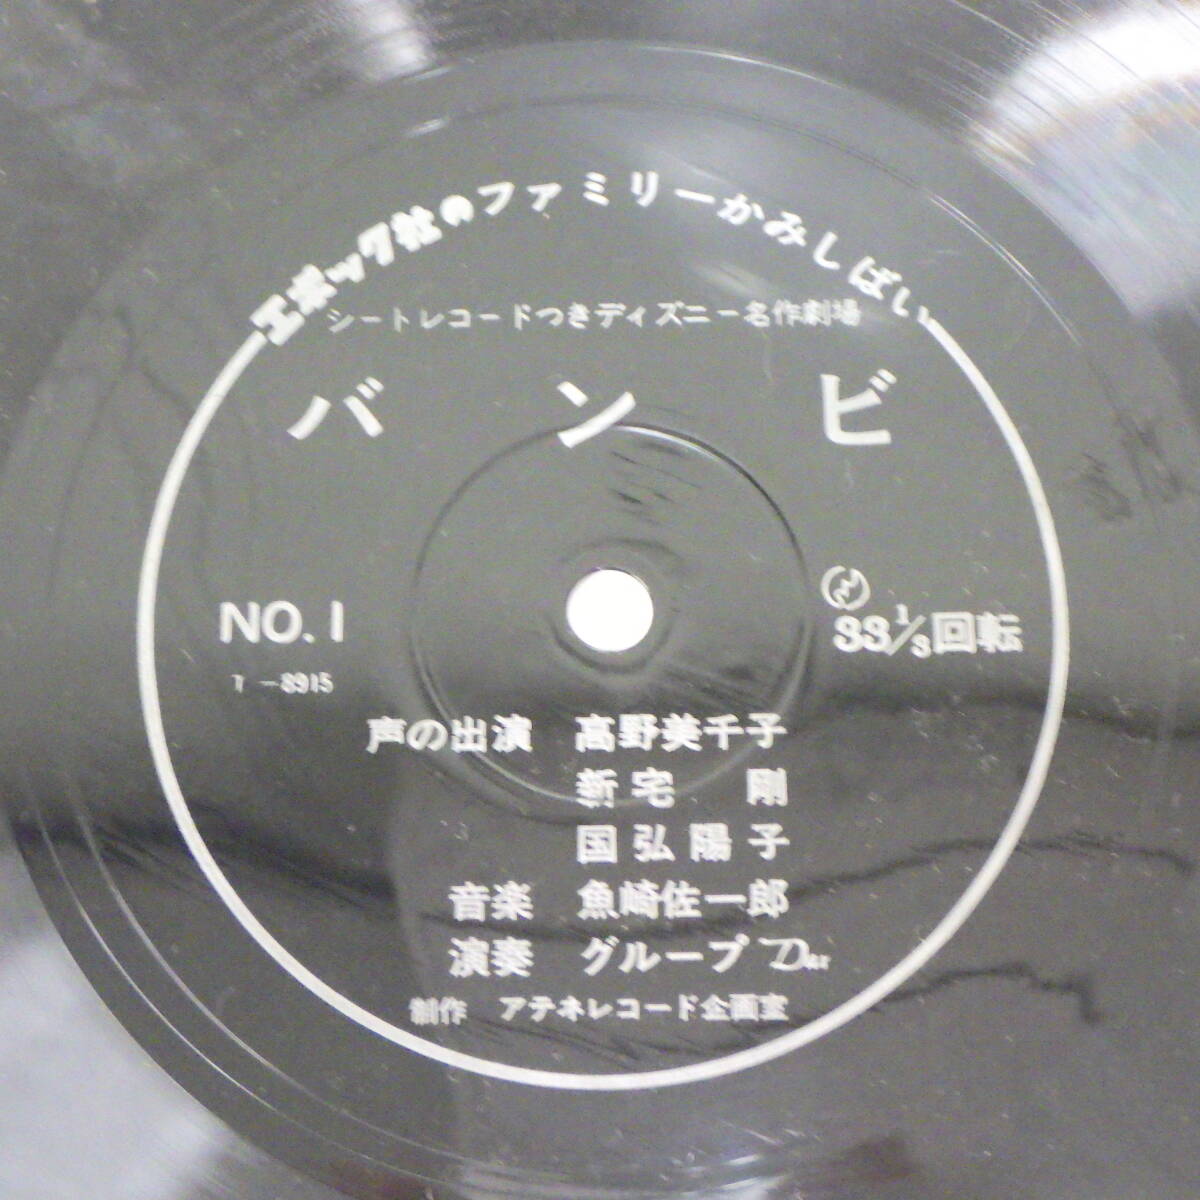 エポック社のファミリーかみしばい
シートレコードつきディズニー名作劇場
バンビ
NO.1
33 1/3回転
声の出演 高野美千子
新宅 剛
国弘陽子
音楽 魚崎佐一郎
演奏 グループ
制作 アテネレコード企画室